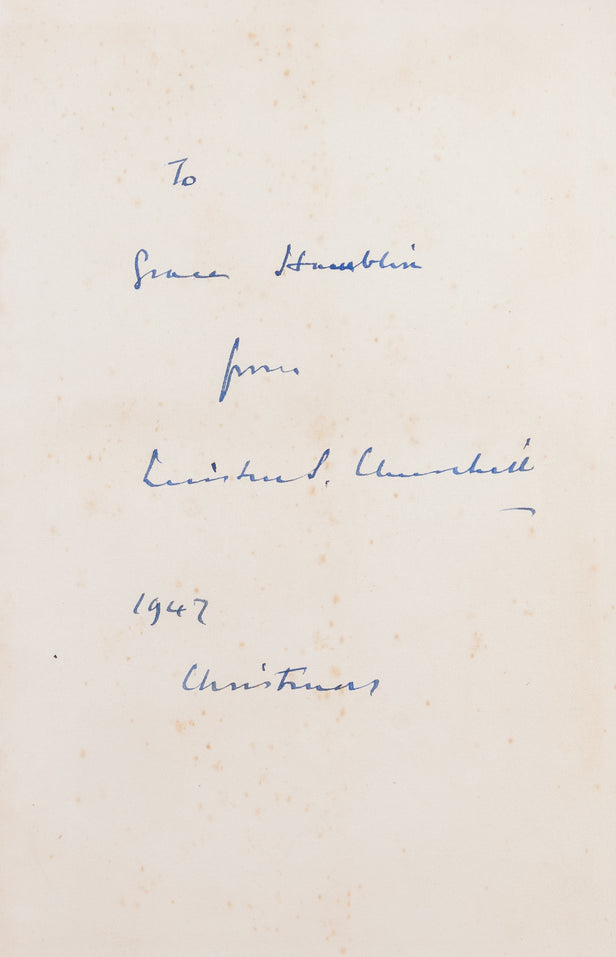 To
Grace Hamblin
from
Winston S. Churchill
1947
Christmas